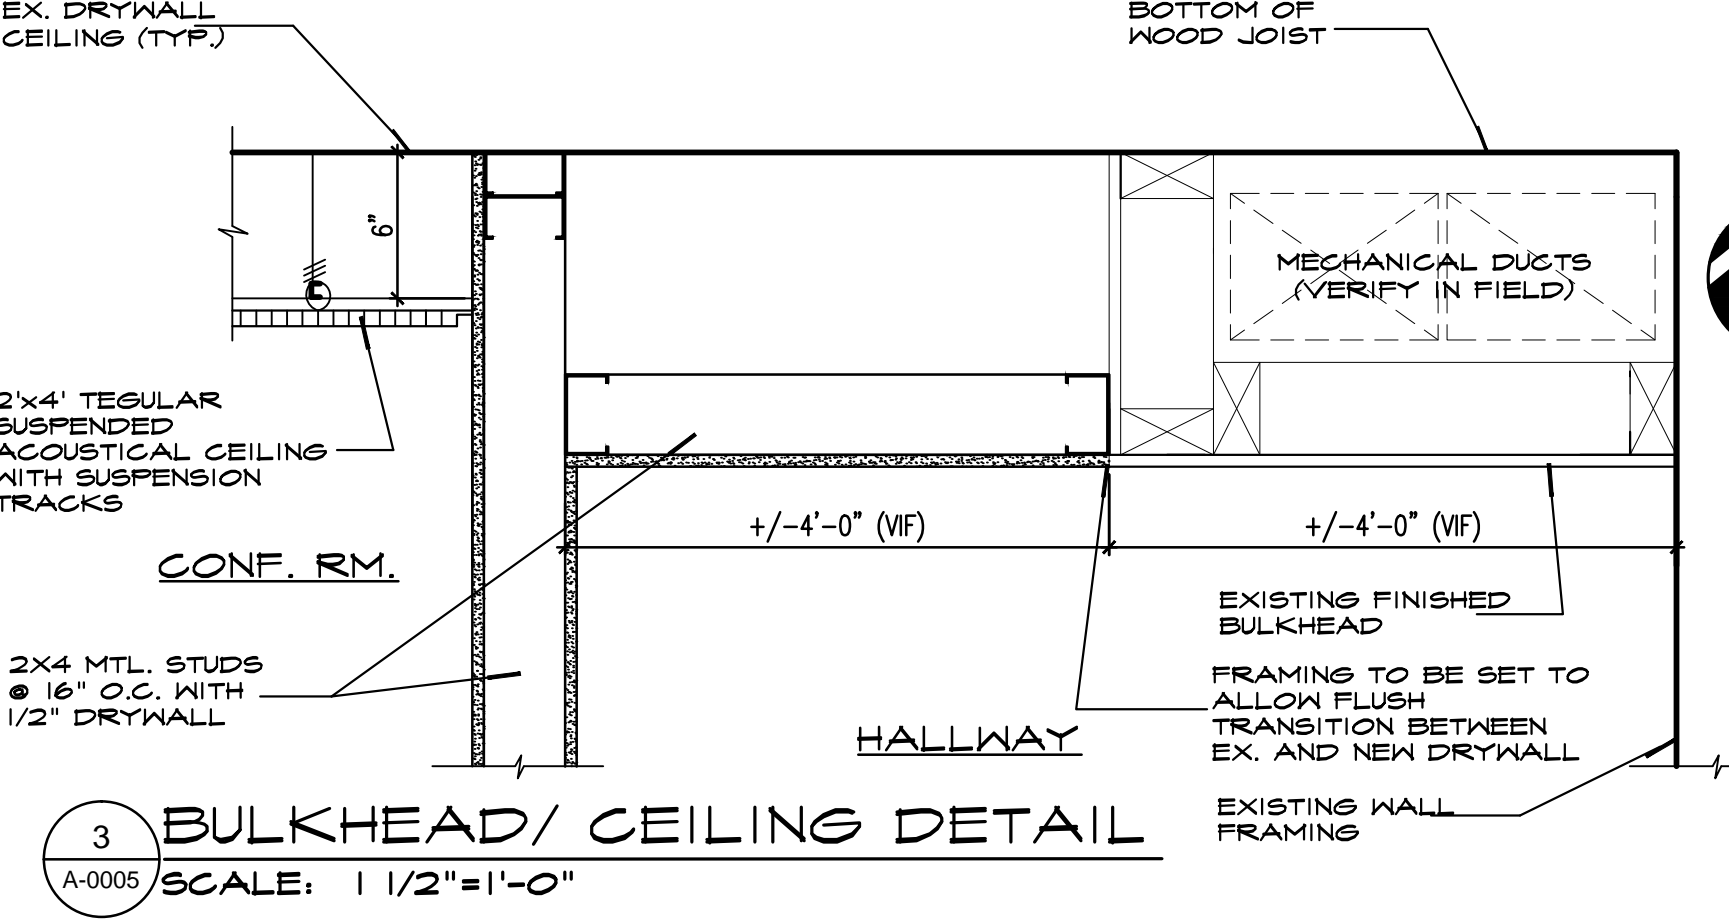 EX. DRYWALL
CEILING (TYP.)
BOTTOM OF
WOOD JOIST
6"
MECHANICAL DUCTS
(VERIFY IN FIELD)
2'x4' TEGULAR
SUSPENDED
ACOUSTICAL CEILING
WITH SUSPENSION
TRACKS
CONF. RM.
+/-4'-0" (VIF)
+/-4'-0" (VIF)
2X4 MTL. STUDS
@ 16" O.C. WITH
1/2" DRYWALL
EXISTING FINISHED
BULKHEAD
FRAMING TO BE SET TO
ALLOW FLUSH
TRANSITION BETWEEN
EX. AND NEW DRYWALL
HALLWAY
EXISTING WALL
FRAMING
3
A-0005
BULKHEAD/ CEILING DETAIL
SCALE: 1 1/2"=1'-0"